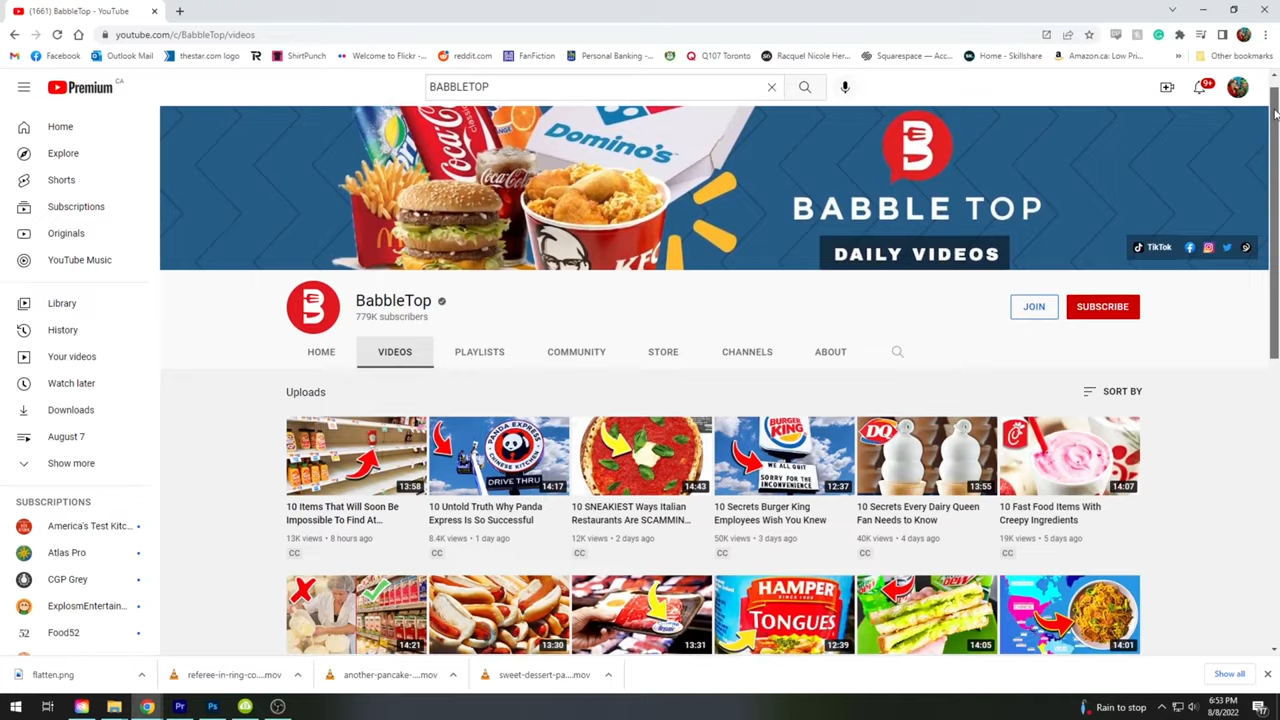 (1661) BabbleTop - YouTube
youtube.com/c/BabbleTop/videos
Facebook
Outlook Mail
thestar.com logo
ShirtPunch
Welcome to Flickr -...
reddit.com
FanFiction
Personal Banking -...
Q107 Toronto
Racquel Nicole Her...
Squarespace — Acc...
Home - Skillshare
Amazon.ca: Low Pri...
Other bookmarks
Premium CA
BABBLETOP
9+
Home
Explore
Shorts
Subscriptions
Originals
YouTube Music
Library
History
Your videos
Watch later
Downloads
August 7
Show more
SUBSCRIPTIONS
America's Test Kitc...
Atlas Pro
CGP Grey
ExplosmEntertain...
52 Food52
Classic
Coca-Cola
Coca-Cola
Domino's
KFC
B
BABBLE TOP
DAILY VIDEOS
TikTok
BabbleTop
779K subscribers
JOIN
SUBSCRIBE
HOME
VIDEOS
PLAYLISTS
COMMUNITY
STORE
CHANNELS
ABOUT
Uploads
SORT BY
13:58
PANDA EXPRESS
CHINESE KITCHEN
DRIVE THRU
14:17
14:43
BURGER KING
WE ALL QUIT
SORRY FOR THE
INCONVENIENCE
12:37
DQ
13:55
14:07
10 Items That Will Soon Be
Impossible To Find At...
13K views • 8 hours ago
CC
10 Untold Truth Why Panda
Express Is So Successful
8.4K views • 1 day ago
CC
10 SNEAKIEST Ways Italian
Restaurants Are SCAMMIN...
12K views • 2 days ago
CC
10 Secrets Burger King
Employees Wish You Knew
50K views • 3 days ago
CC
10 Secrets Every Dairy Queen
Fan Needs to Know
40K views • 4 days ago
CC
10 Fast Food Items With
Creepy Ingredients
19K views • 5 days ago
CC
14:21
13:30
13:31
HAMPER
TONGUES
12:39
14:05
14:01
flatten.png
referee-in-ring-co....mov
another-pancake-....mov
sweet-dessert-pa....mov
Show all
Rain to stop
6:53 PM
8/8/2022
17